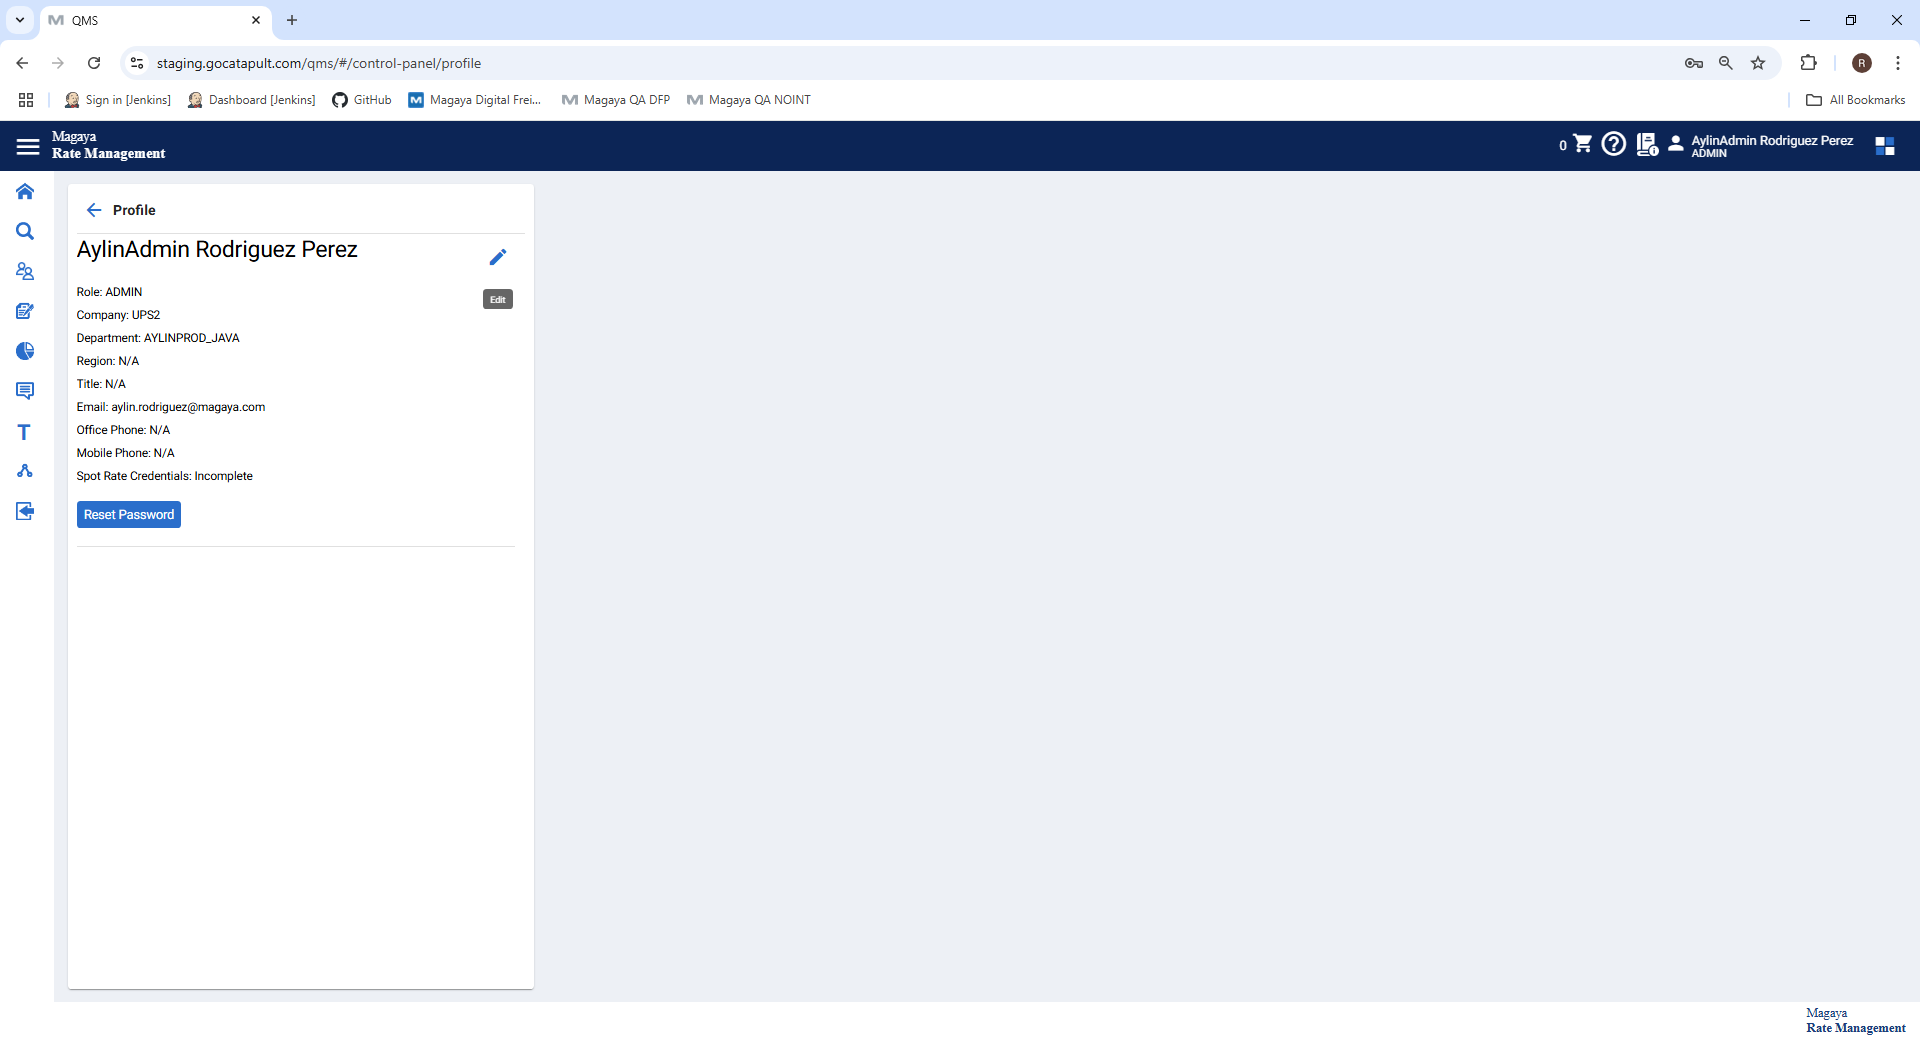 QMS
staging.gocatapult.com/qms/#/control-panel/profile
R
Sign in [Jenkins]
Dashboard [Jenkins]
GitHub
Magaya Digital Frei...
Magaya QA DFP
Magaya QA NOINT
All Bookmarks
Magaya
Rate Management
0
AylinAdmin Rodriguez Perez
ADMIN
Profile
AylinAdmin Rodriguez Perez
Edit
Role: ADMIN
Company: UPS2
Department: AYLINPROD_JAVA
Region: N/A
Title: N/A
Email: aylin.rodriguez@magaya.com
Office Phone: N/A
Mobile Phone: N/A
Spot Rate Credentials: Incomplete
Reset Password
Magaya
Rate Management